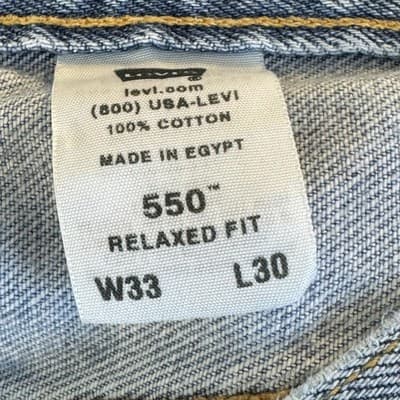 LEVI'S ®
levi.com
(800) USA-LEVI
100% COTTON
MADE IN EGYPT
550™
RELAXED FIT
W33 L30